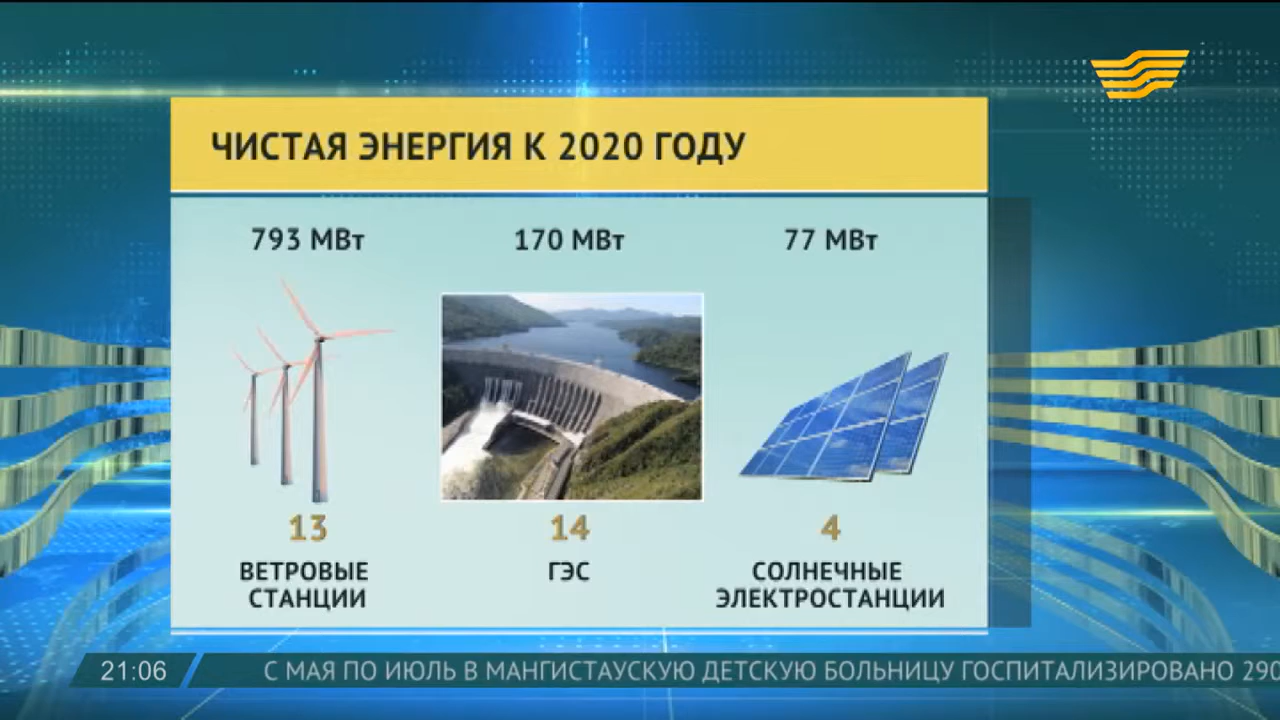 ЧИСТАЯ ЭНЕРГИЯ К 2020 ГОДУ
793 МВт 170 МВт 77 МВт
13 14 4
ВЕТРОВЫЕ СТАНЦИИ
ГЭС
СОЛНЕЧНЫЕ ЭЛЕКТРОСТАНЦИИ
21:06 С МАЯ ПО ИЮЛЬ В МАНГИСТАУСКУЮ ДЕТСКУЮ БОЛЬНИЦУ ГОСПИТАЛИЗИРОВАНО 290